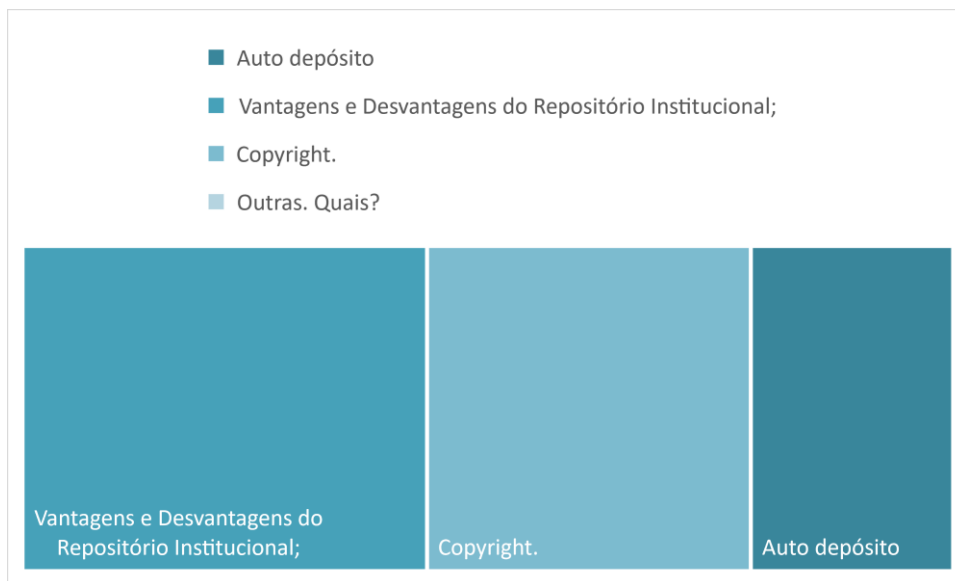 Auto depósito
Vantagens e Desvantagens do Repositório Institucional;
Copyright.
Outras. Quais?
Vantagens e Desvantagens do
Repositório Institucional;
Copyright.
Auto depósito